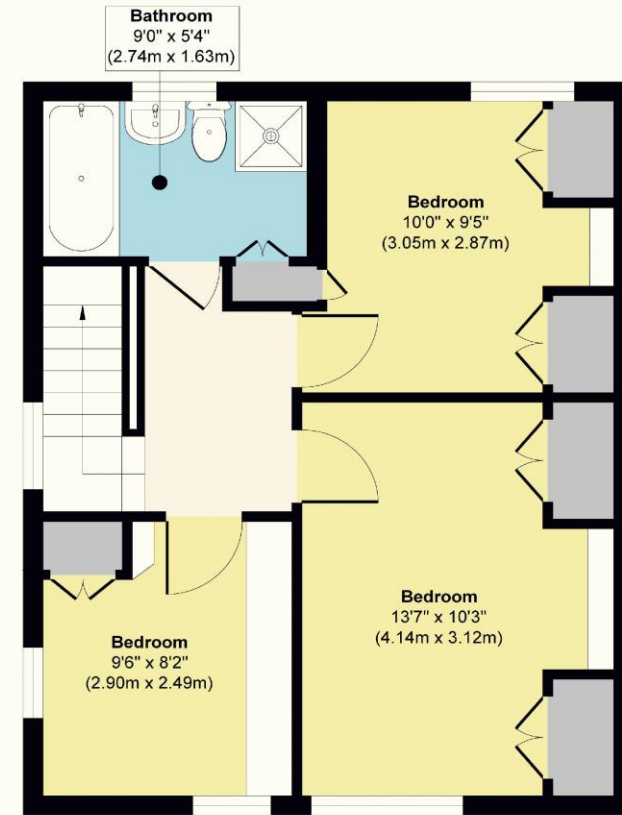 Bathroom
9'0" x 5'4"
(2.74m x 1.63m)
Bedroom
10'0" x 9'5"
(3.05m x 2.87m)
Bedroom
13'7" x 10'3"
(4.14m x 3.12m)
Bedroom
9'6" x 8'2"
(2.90m x 2.49m)